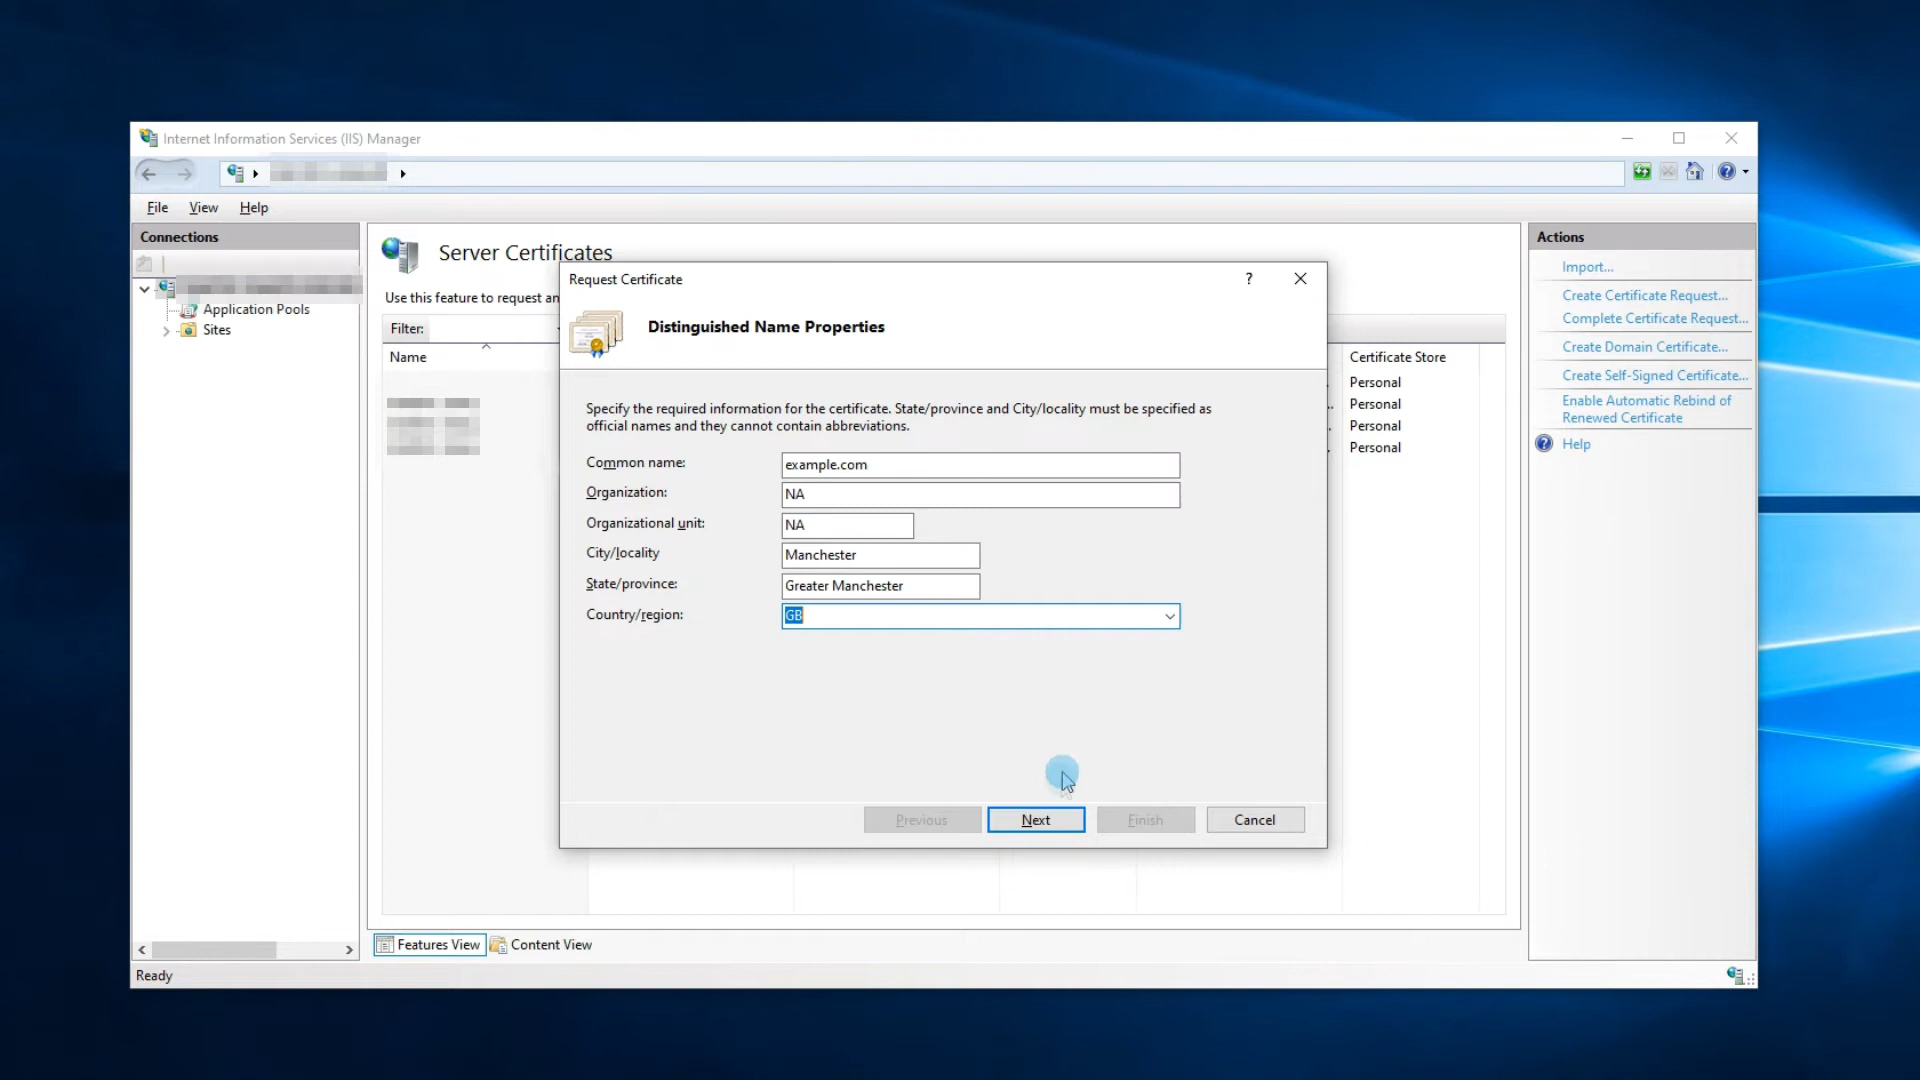 Internet Information Services (IIS) Manager
File View Help
Connections
Application Pools
Sites
Server Certificates
Use this feature to request an
Filter:
Name
Certificate Store
Personal
Personal
Personal
Personal
Request Certificate
?
Distinguished Name Properties
Specify the required information for the certificate. State/province and City/locality must be specified as
official names and they cannot contain abbreviations.
Common name: example.com
Organization: NA
Organizational unit: NA
City/locality Manchester
State/province: Greater Manchester
Country/region: GB
Previous Next Finish Cancel
Actions
Import...
Create Certificate Request...
Complete Certificate Request...
Create Domain Certificate...
Create Self-Signed Certificate...
Enable Automatic Rebind of
Renewed Certificate
Help
Features View Content View
Ready